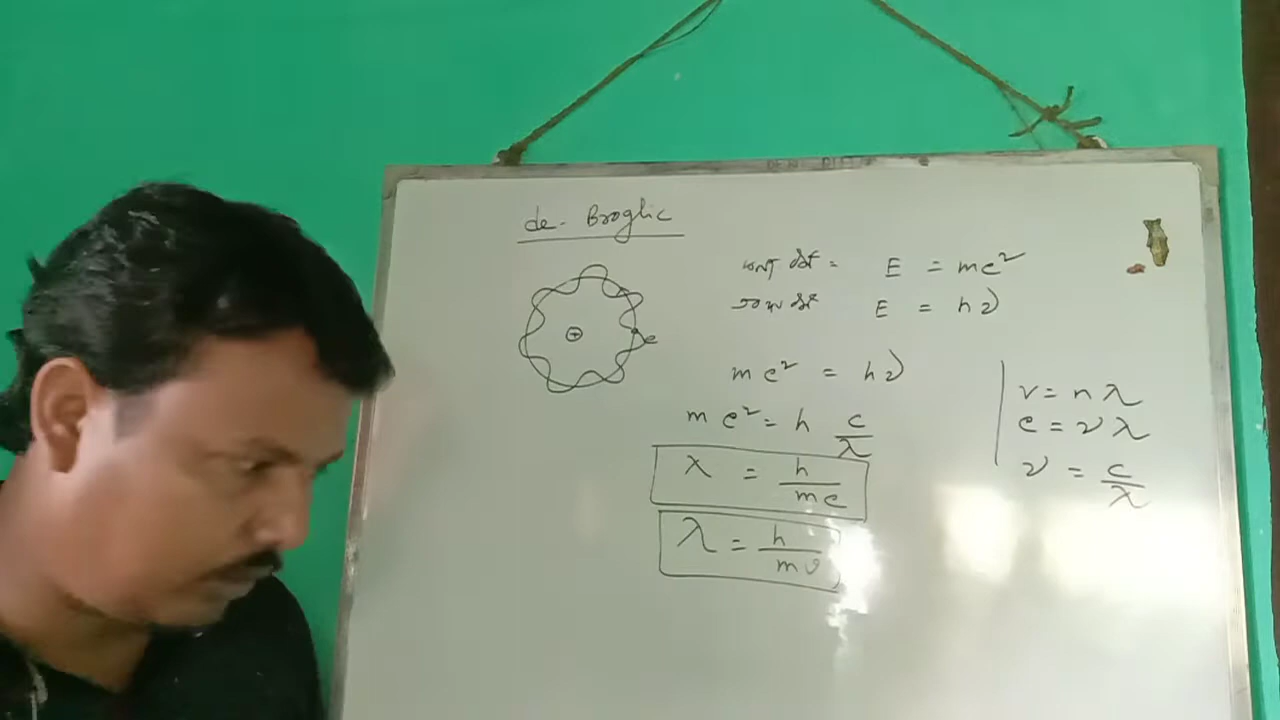 de-Broglie
E = mc²
E = hν
mc² = hν
mc² = h c/λ
λ = h/mc
λ = h/mv
v = nλ
c = νλ
ν = c/λ
⊕
e